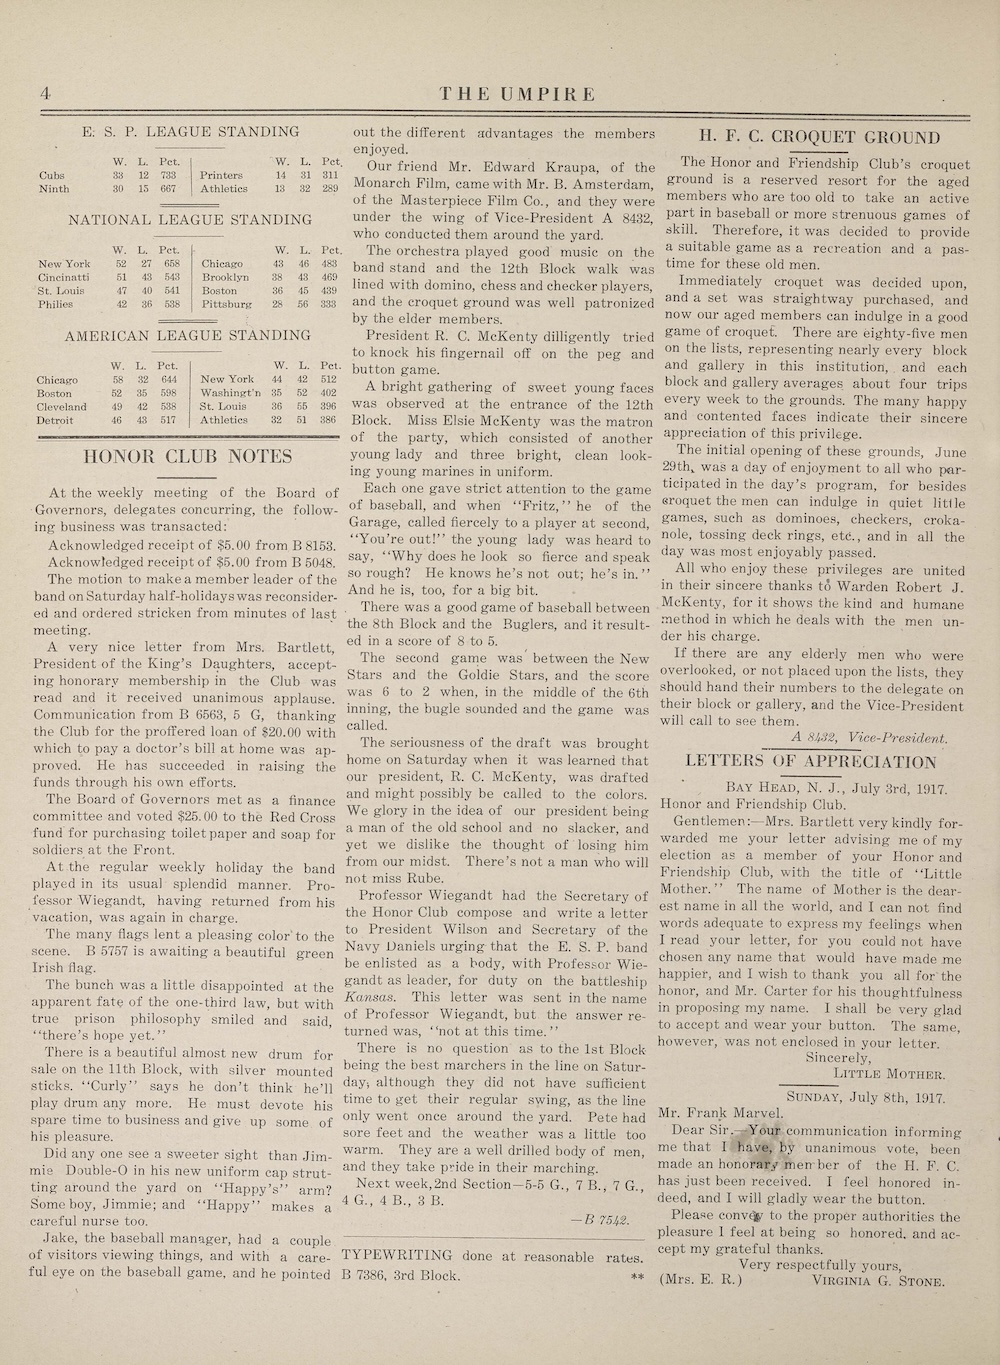 4
THE UMPIRE
E. S. P. LEAGUE STANDING
W. L. Pct. W. L. Pct.
Cubs 33 12 733 Printers 14 31 311
Ninth 30 15 667 Athletics 13 32 289
NATIONAL LEAGUE STANDING
W. L. Pct. W. L. Pct.
New York 52 27 658 Chicago 43 46 483
Cincinatti 51 43 543 Brooklyn 38 43 469
St. Louis 47 40 541 Boston 36 45 439
Philies 42 36 538 Pittsburg 28 56 333
AMERICAN LEAGUE STANDING
W. L. Pct. W. L. Pct.
Chicago 58 32 644 New York 44 42 512
Boston 52 35 598 Washingt'n 35 52 402
Cleveland 49 42 538 St. Louis 36 55 396
Detroit 46 43 517 Athletics 32 51 386
HONOR CLUB NOTES
At the weekly meeting of the Board of
Governors, delegates concurring, the follow-
ing business was transacted:
Acknowledged receipt of $5.00 from B 8153.
Acknowledged receipt of $5.00 from B 5048.
The motion to make a member leader of the
band on Saturday half-holidays was reconsider-
ed and ordered stricken from minutes of last
meeting.
A very nice letter from Mrs. Bartlett,
President of the King's Daughters, accept-
ing honorary membership in the Club was
read and it received unanimous applause.
Communication from B 6563, 5 G, thanking
the Club for the proffered loan of $20.00 with
which to pay a doctor's bill at home was ap-
proved. He has succeeded in raising the
funds through his own efforts.
The Board of Governors met as a finance
committee and voted $25.00 to the Red Cross
fund for purchasing toilet paper and soap for
soldiers at the Front.
At the regular weekly holiday the band
played in its usual splendid manner. Pro-
fessor Wiegandt, having returned from his
vacation, was again in charge.
The many flags lent a pleasing color to the
scene. B 5757 is awaiting a beautiful green
Irish flag.
The bunch was a little disappointed at the
apparent fate of the one-third law, but with
true prison philosophy smiled and said,
"there's hope yet."
There is a beautiful almost new drum for
sale on the 11th Block, with silver mounted
sticks. "Curly" says he don't think he'll
play drum any more. He must devote his
spare time to business and give up some of
his pleasure.
Did any one see a sweeter sight than Jim-
mie Double-O in his new uniform cap strut-
ting around the yard on "Happy's" arm?
Some boy, Jimmie; and "Happy" makes a
careful nurse too.
Jake, the baseball manager, had a couple
of visitors viewing things, and with a care-
ful eye on the baseball game, and he pointed
out the different advantages the members
enjoyed.
Our friend Mr. Edward Kraupa, of the
Monarch Film, came with Mr. B. Amsterdam,
of the Masterpiece Film Co., and they were
under the wing of Vice-President A 8432,
who conducted them around the yard.
The orchestra played good music on the
band stand and the 12th Block walk was
lined with domino, chess and checker players,
and the croquet ground was well patronized
by the elder members.
President R. C. McKenty dilligently tried
to knock his fingernail off on the peg and
button game.
A bright gathering of sweet young faces
was observed at the entrance of the 12th
Block. Miss Elsie McKenty was the matron
of the party, which consisted of another
young lady and three bright, clean look-
ing young marines in uniform.
Each one gave strict attention to the game
of baseball, and when "Fritz," he of the
Garage, called fiercely to a player at second,
"You're out!" the young lady was heard to
say, "Why does he look so fierce and speak
so rough? He knows he's not out; he's in."
And he is, too, for a big bit.
There was a good game of baseball between
the 8th Block and the Buglers, and it result-
ed in a score of 8 to 5.
The second game was between the New
Stars and the Goldie Stars, and the score
was 6 to 2 when, in the middle of the 6th
inning, the bugle sounded and the game was
called.
The seriousness of the draft was brought
home on Saturday when it was learned that
our president, R. C. McKenty, was drafted
and might possibly be called to the colors.
We glory in the idea of our president being
a man of the old school and no slacker, and
yet we dislike the thought of losing him
from our midst. There's not a man who will
not miss Rube.
Professor Wiegandt had the Secretary of
the Honor Club compose and write a letter
to President Wilson and Secretary of the
Navy Daniels urging that the E. S. P. band
be enlisted as a body, with Professor Wie-
gandt as leader, for duty on the battleship
Kansas. This letter was sent in the name
of Professor Wiegandt, but the answer re-
turned was, "not at this time."
There is no question as to the 1st Block
being the best marchers in the line on Satur-
day; although they did not have sufficient
time to get their regular swing, as the line
only went once around the yard. Pete had
sore feet and the weather was a little too
warm. They are a well drilled body of men,
and they take pride in their marching.
Next week,2nd Section—5-5 G., 7 B., 7 G.,
4 G., 4 B., 3 B.
—B 7542.
TYPEWRITING done at reasonable rates.
B 7386, 3rd Block. **
H. F. C. CROQUET GROUND
The Honor and Friendship Club's croquet
ground is a reserved resort for the aged
members who are too old to take an active
part in baseball or more strenuous games of
skill. Therefore, it was decided to provide
a suitable game as a recreation and a pas-
time for these old men.
Immediately croquet was decided upon,
and a set was straightway purchased, and
now our aged members can indulge in a good
game of croquet. There are eighty-five men
on the lists, representing nearly every block
and gallery in this institution, and each
block and gallery averages about four trips
every week to the grounds. The many happy
and contented faces indicate their sincere
appreciation of this privilege.
The initial opening of these grounds, June
29th, was a day of enjoyment to all who par-
ticipated in the day's program, for besides
croquet the men can indulge in quiet little
games, such as dominoes, checkers, croka-
nole, tossing deck rings, etc., and in all the
day was most enjoyably passed.
All who enjoy these privileges are united
in their sincere thanks to Warden Robert J.
McKenty, for it shows the kind and humane
method in which he deals with the men un-
der his charge.
If there are any elderly men who were
overlooked, or not placed upon the lists, they
should hand their numbers to the delegate on
their block or gallery, and the Vice-President
will call to see them.
A 8432, Vice-President.
LETTERS OF APPRECIATION
BAY HEAD, N. J., July 3rd, 1917.
Honor and Friendship Club.
Gentlemen:—Mrs. Bartlett very kindly for-
warded me your letter advising me of my
election as a member of your Honor and
Friendship Club, with the title of "Little
Mother." The name of Mother is the dear-
est name in all the world, and I can not find
words adequate to express my feelings when
I read your letter, for you could not have
chosen any name that would have made me
happier, and I wish to thank you all for the
honor, and Mr. Carter for his thoughtfulness
in proposing my name. I shall be very glad
to accept and wear your button. The same,
however, was not enclosed in your letter.
Sincerely,
LITTLE MOTHER.
SUNDAY, July 8th, 1917.
Mr. Frank Marvel.
Dear Sir.—Your communication informing
me that I have, by unanimous vote, been
made an honorary member of the H. F. C.
has just been received. I feel honored in-
deed, and I will gladly wear the button.
Please convey to the proper authorities the
pleasure I feel at being so honored, and ac-
cept my grateful thanks.
Very respectfully yours,
(Mrs. E. R.) VIRGINIA G. STONE.